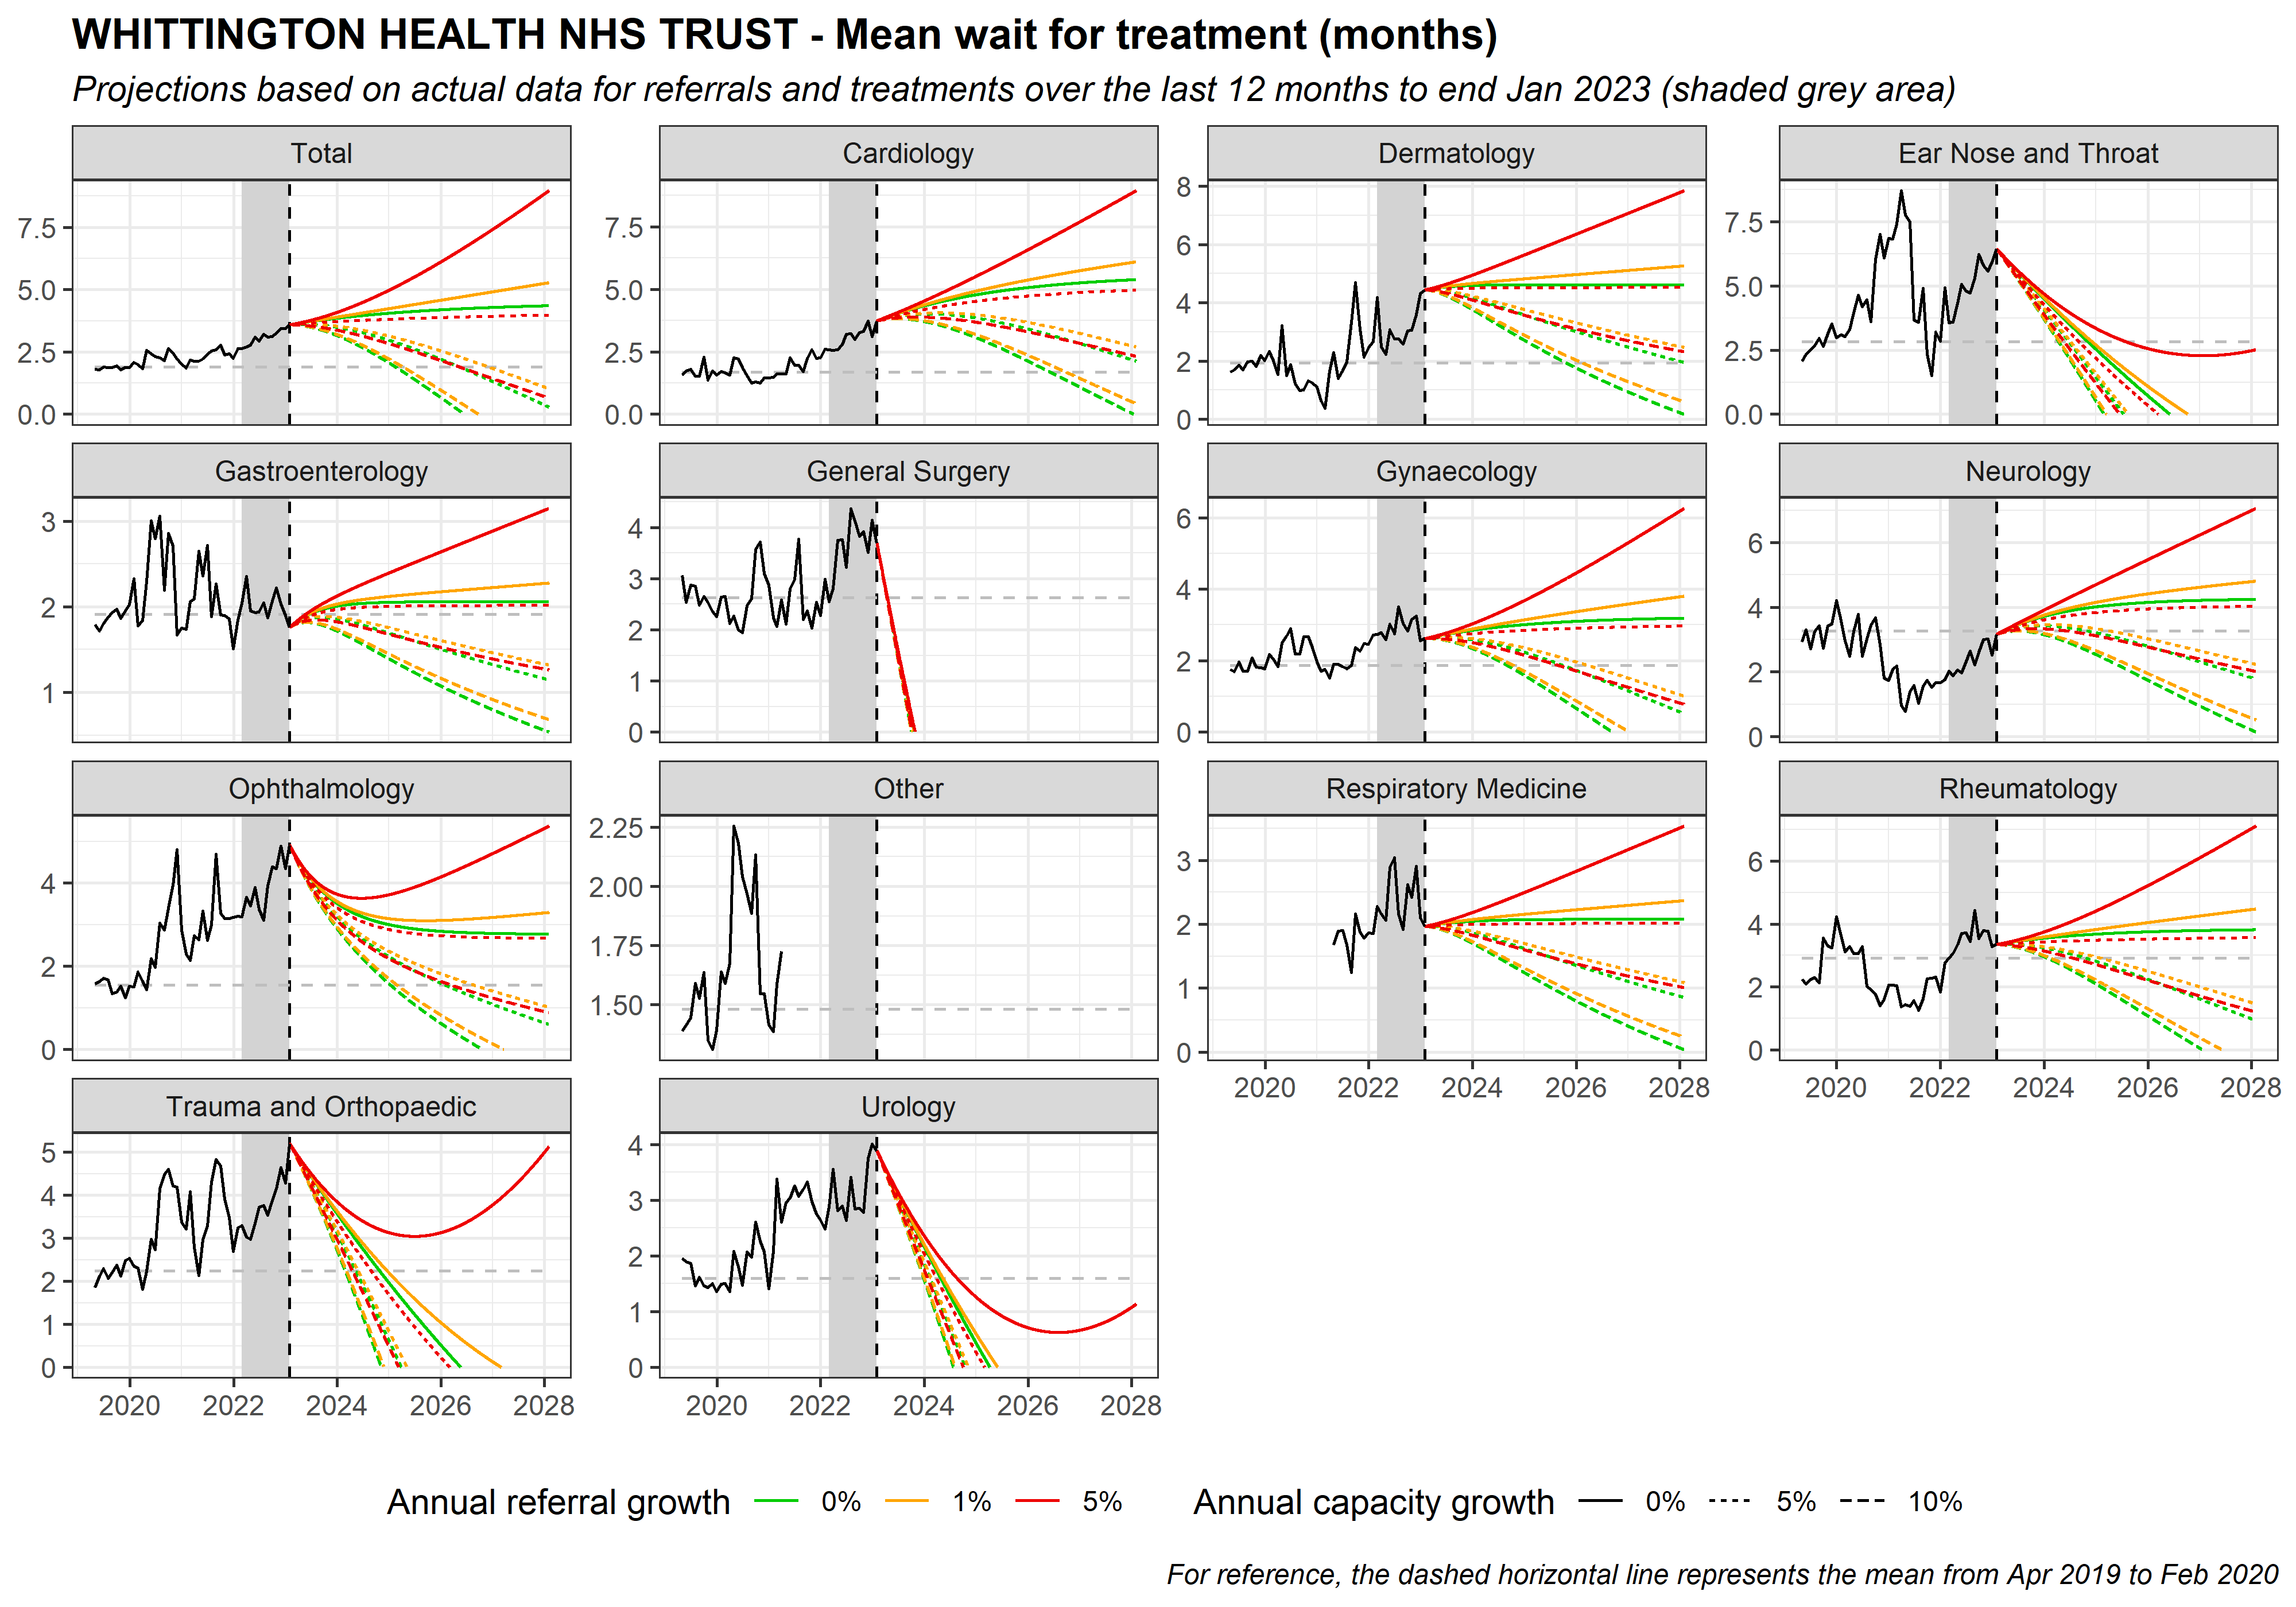 WHITTINGTON HEALTH NHS TRUST - Mean wait for treatment (months)
Projections based on actual data for referrals and treatments over the last 12 months to end Jan 2023 (shaded grey area)
Total
7.5
5.0
2.5
0.0
Cardiology
7.5
5.0
2.5
0.0
Dermatology
8
6
4
2
0
Ear Nose and Throat
7.5
5.0
2.5
0.0
Gastroenterology
3
2
1
General Surgery
4
3
2
1
0
Gynaecology
6
4
2
0
Neurology
6
4
2
0
Ophthalmology
4
2
0
Other
2.25
2.00
1.75
1.50
Respiratory Medicine
3
2
1
0
2020 2022 2024 2026 2028
Rheumatology
6
4
2
0
2020 2022 2024 2026 2028
Trauma and Orthopaedic
5
4
3
2
1
0
2020 2022 2024 2026 2028
Urology
4
3
2
1
0
2020 2022 2024 2026 2028
Annual referral growth 0% 1% 5% Annual capacity growth 0% 5% 10%
For reference, the dashed horizontal line represents the mean from Apr 2019 to Feb 2020